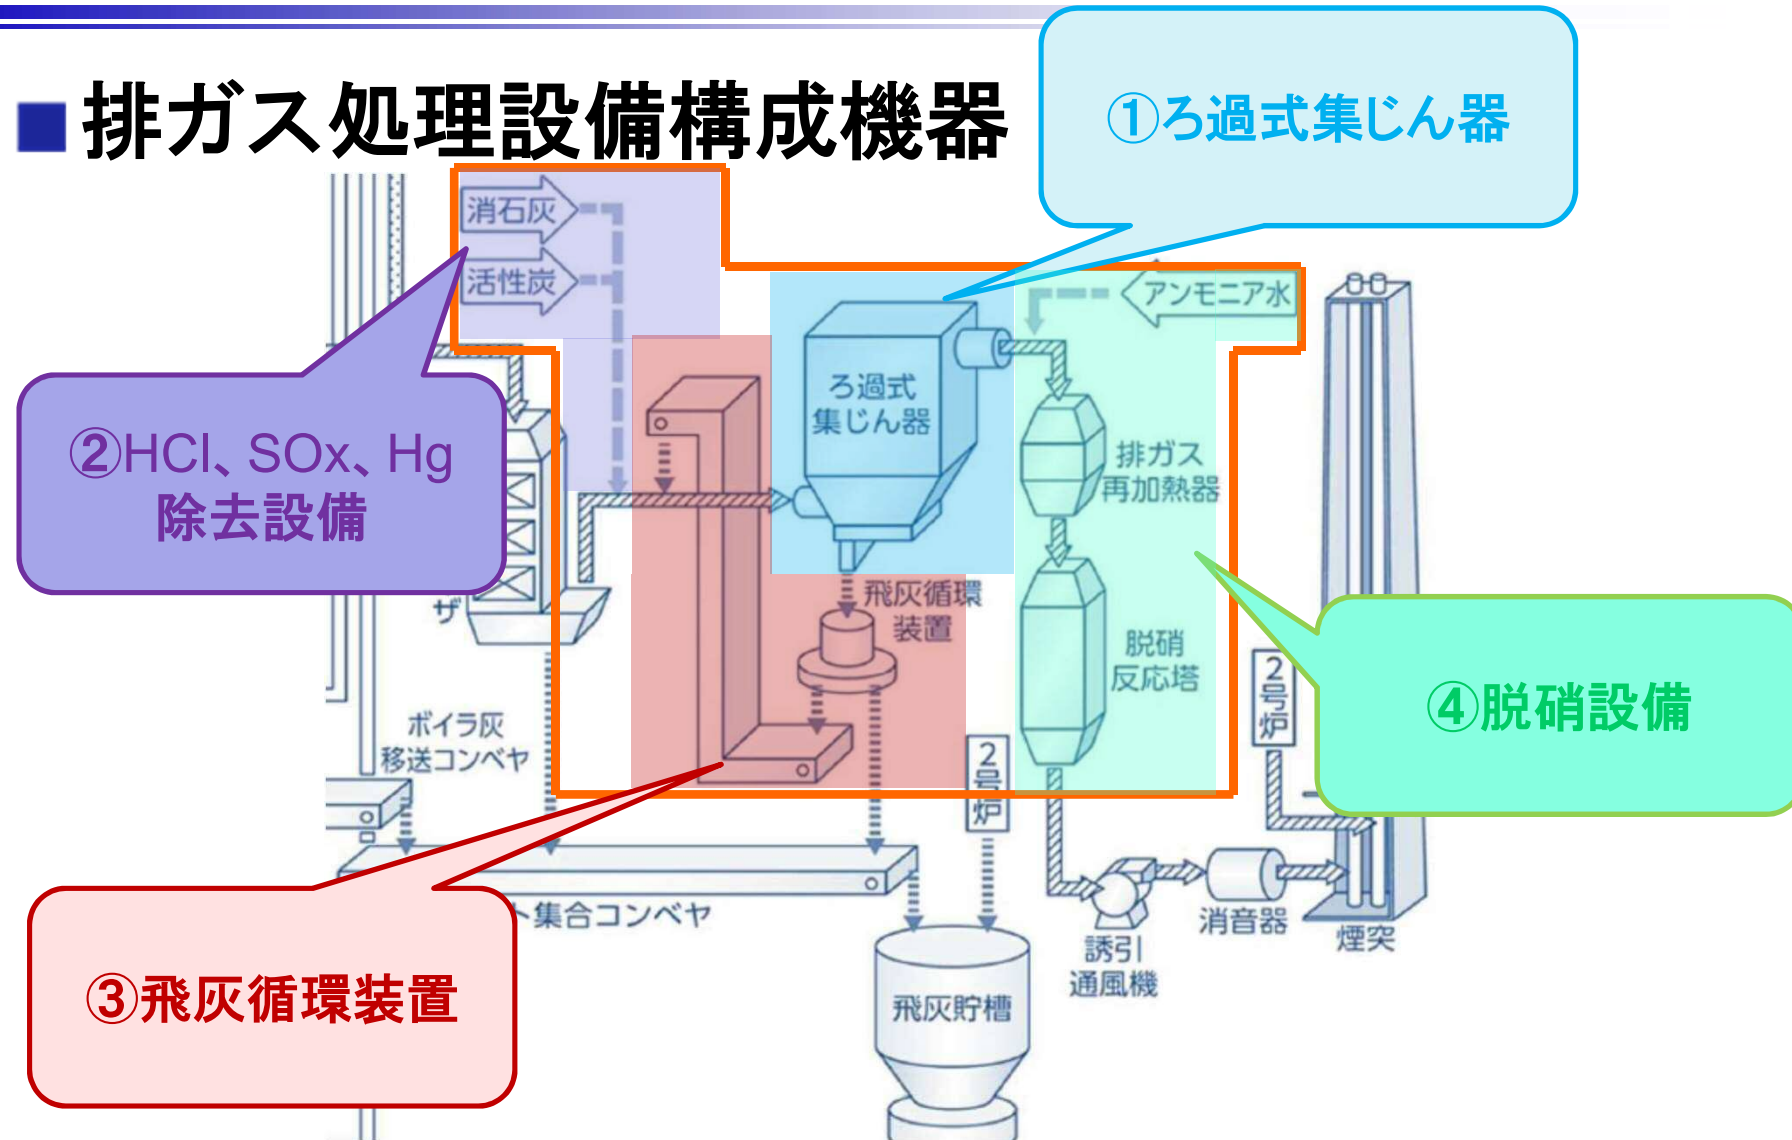 ■排ガス処理設備構成機器
①ろ過式集じん器
消石灰
活性炭
アンモニア水
②HCl、SOx、Hg
除去設備
ろ過式
集じん器
排ガス
再加熱器
飛灰循環
装置
ザ
脱硝
反応塔
2号炉
④脱硝設備
ボイラ灰
移送コンベヤ
2号炉
③飛灰循環装置
ト集合コンベヤ
消音器
煙突
誘引
通風機
飛灰貯槽